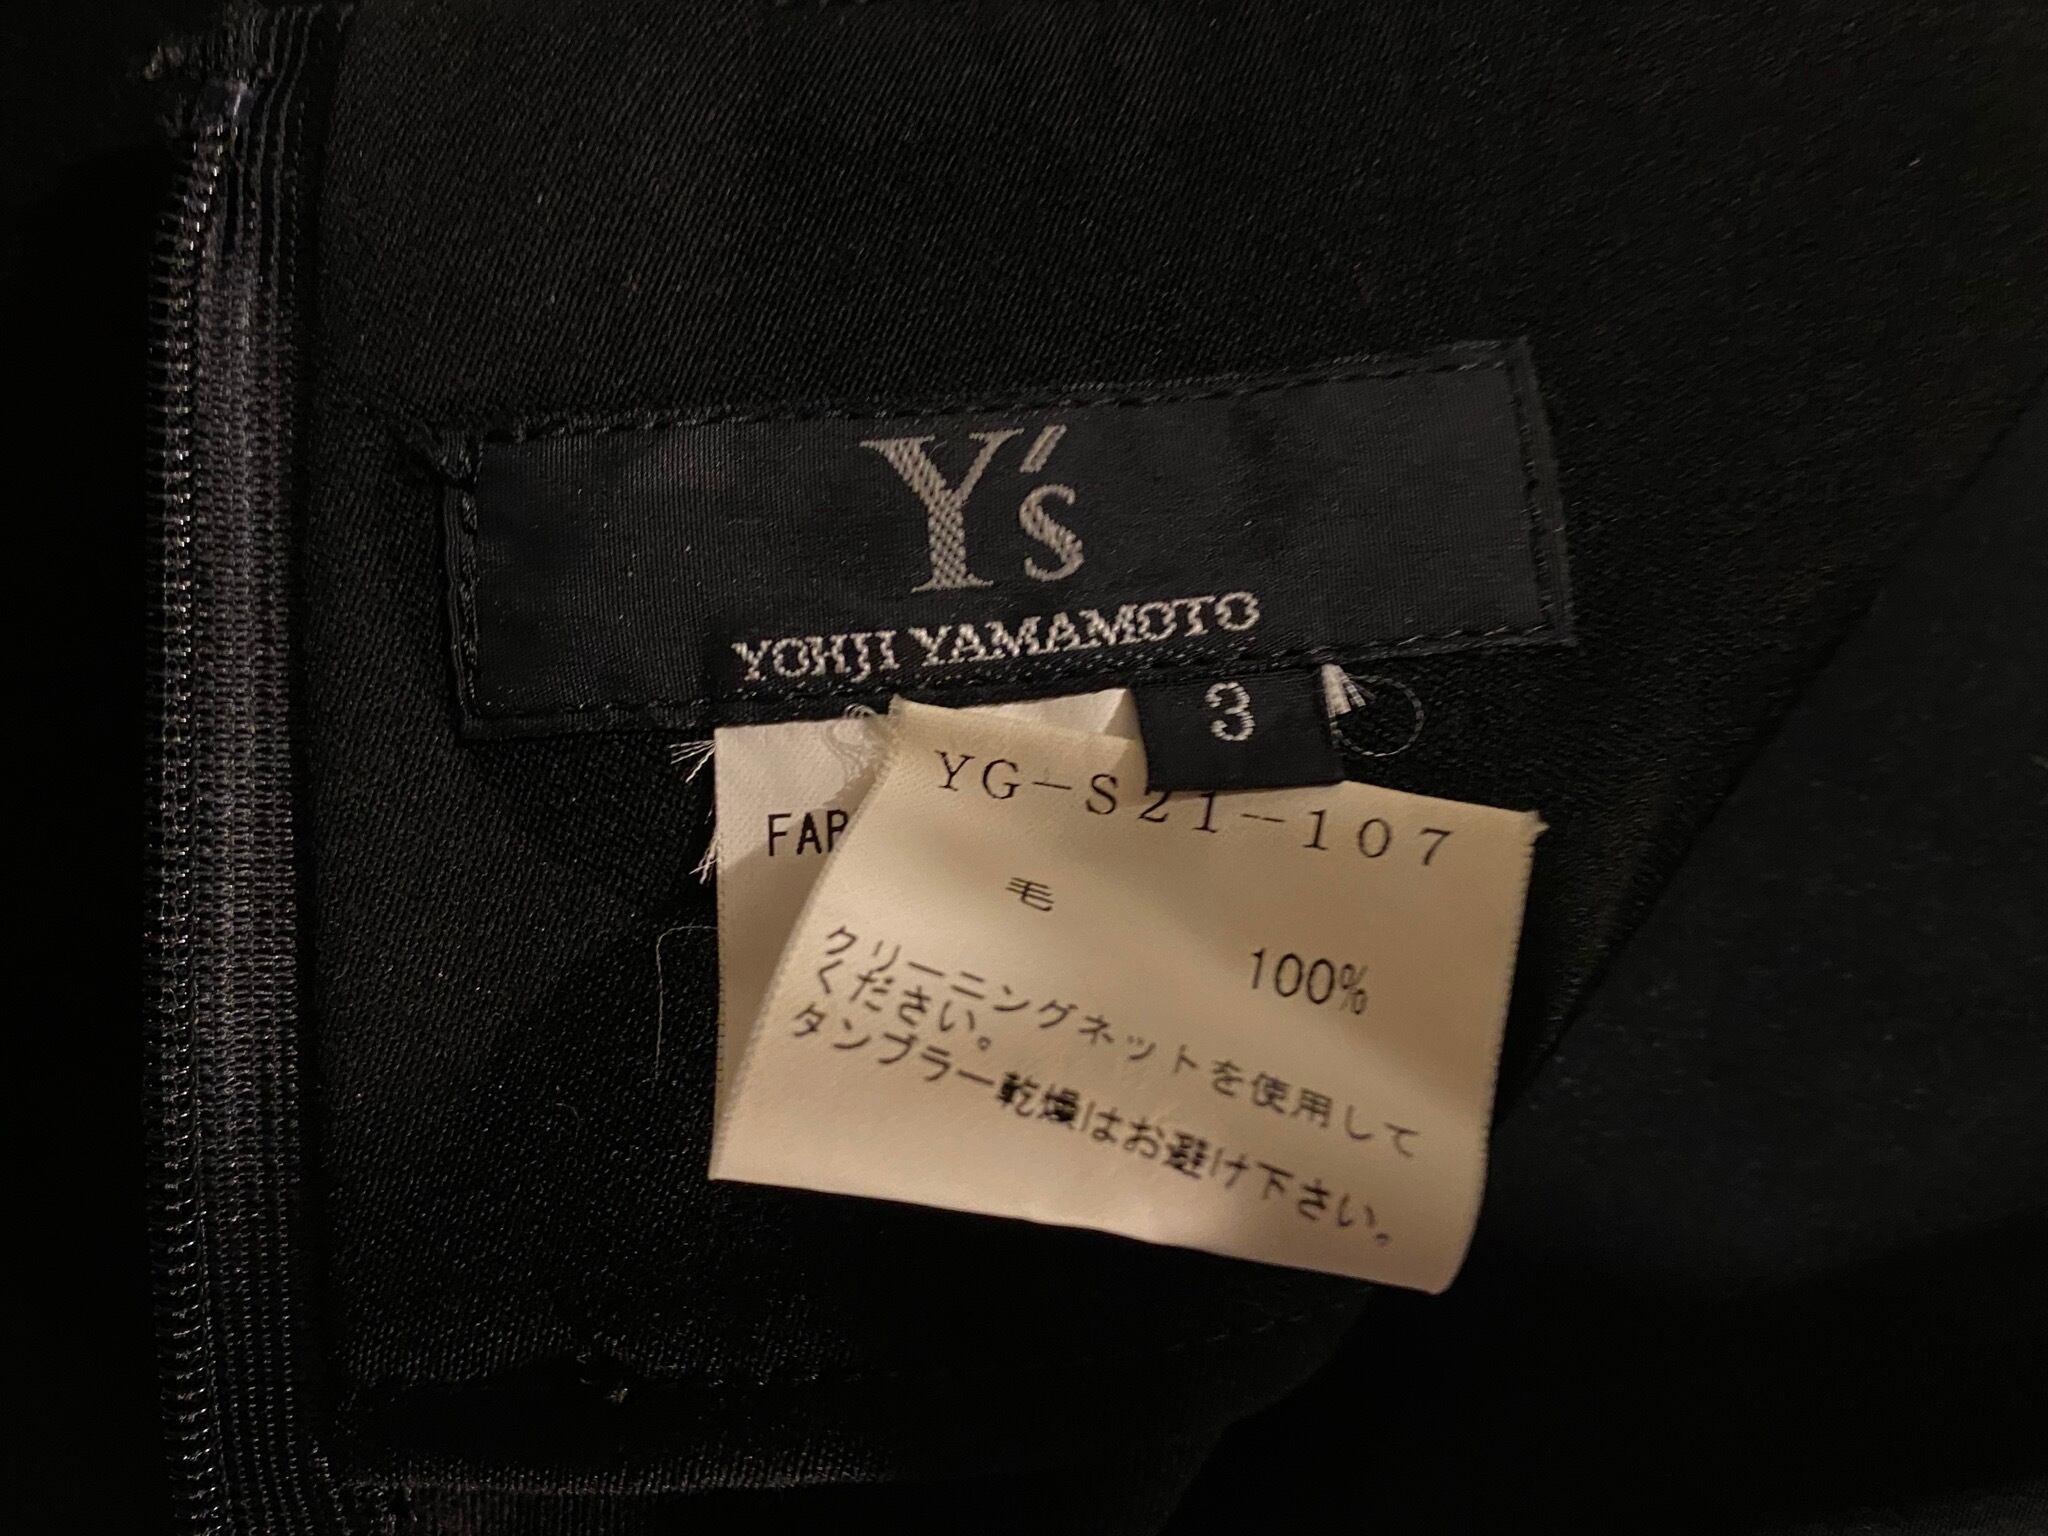 Y's
YOHJI YAMAMOTO
3
YG-S21-107
毛
100%
クリーニングネットを使用して
ください。
タンブラー乾燥はお避け下さい。